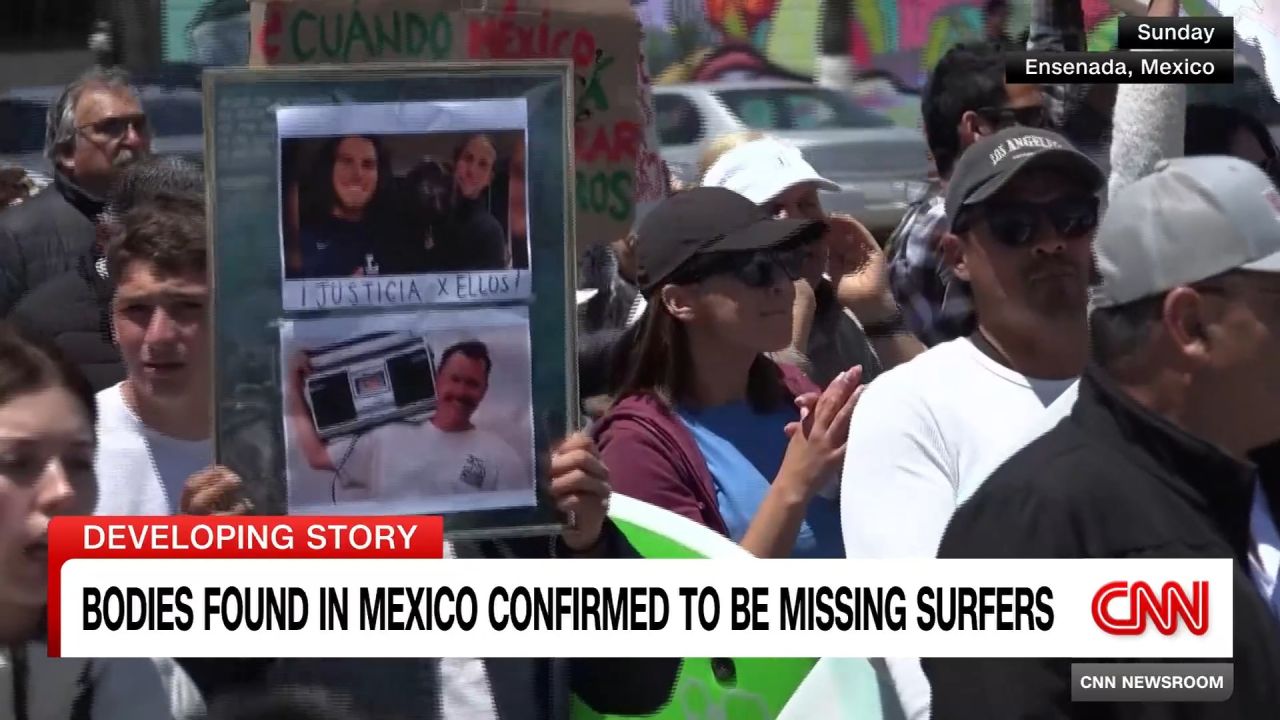 Sunday
Ensenada, Mexico
¿CUÁNDO México
¡JUSTICIA X ELLOS!
LOS ANGELES
DEVELOPING STORY
BODIES FOUND IN MEXICO CONFIRMED TO BE MISSING SURFERS
CNN
CNN NEWSROOM